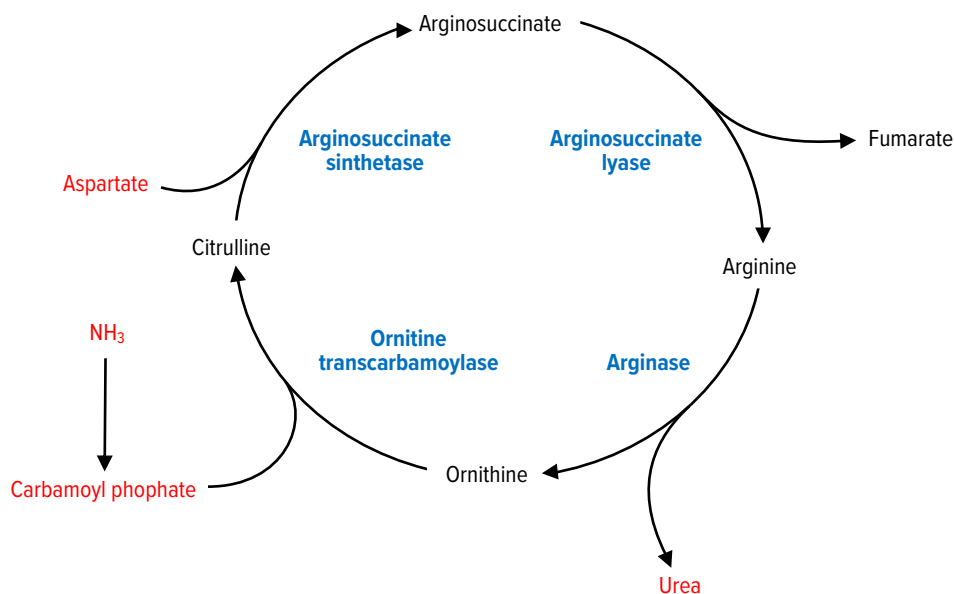 Arginosuccinate
Arginosuccinate
sinthetase
Arginosuccinate
lyase
Fumarate
Aspartate
Citrulline
Arginine
NH₃
Ornitine
transcarbamoylase
Arginase
Ornithine
Carbamoyl phophate
Urea